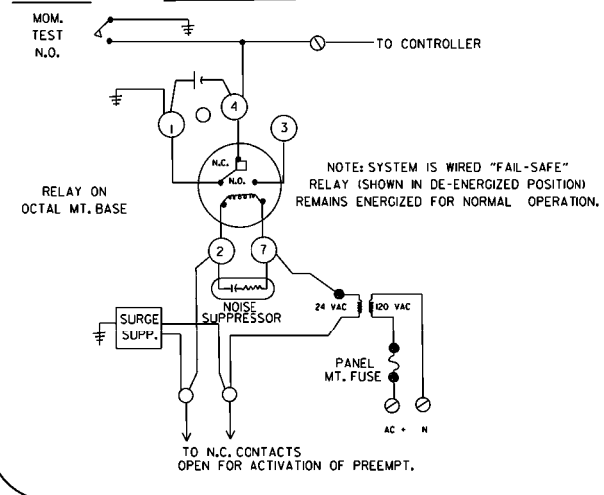 MOM.
TEST
N.O.
TO CONTROLLER
4
1
3
N.C.
N.O.
RELAY ON
OCTAL MT. BASE
NOTE: SYSTEM IS WIRED "FAIL-SAFE"
RELAY (SHOWN IN DE-ENERGIZED POSITION)
REMAINS ENERGIZED FOR NORMAL OPERATION.
2
7
NOISE
SUPPRESSOR
24 VAC
120 VAC
SURGE
SUPP.
PANEL
MT. FUSE
AC +
N
TO N.C. CONTACTS
OPEN FOR ACTIVATION OF PREEMPT.